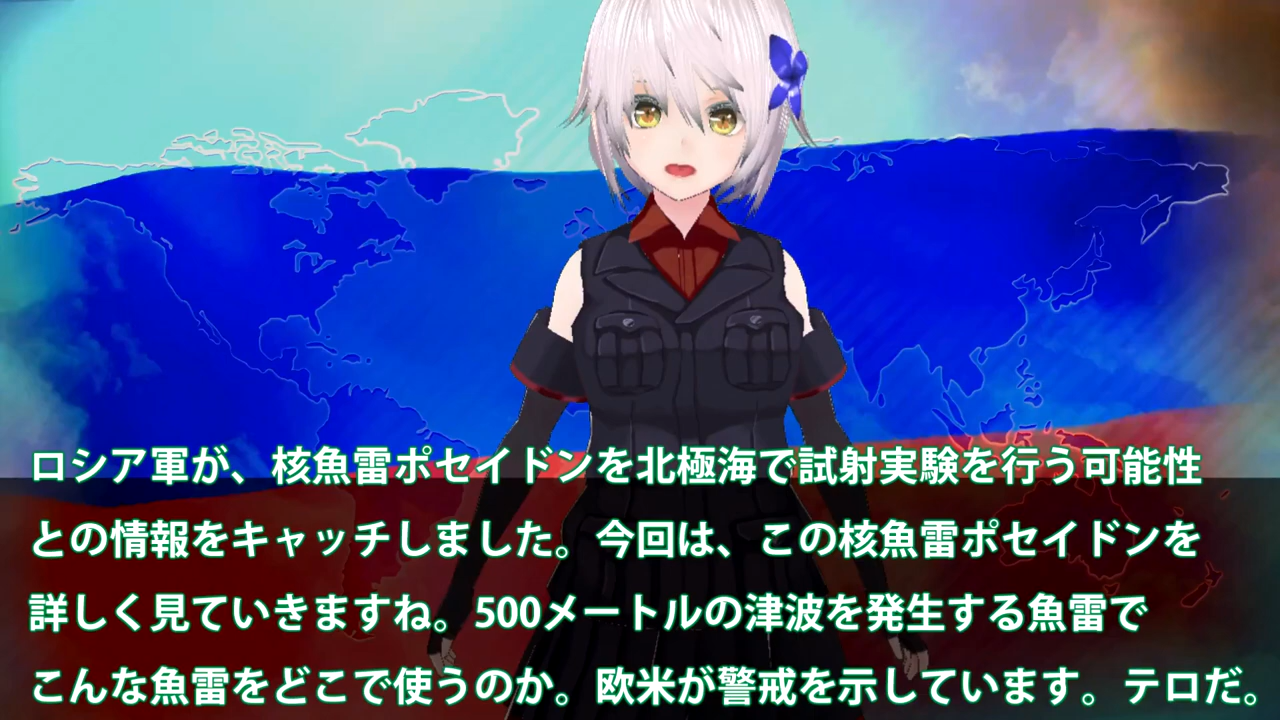 ロシア軍が、核魚雷ポセイドンを北極海で試射実験を行う可能性
との情報をキャッチしました。今回は、この核魚雷ポセイドンを
詳しく見ていきますね。500メートルの津波を発生する魚雷で
こんな魚雷をどこで使うのか。欧米が警戒を示しています。テロだ。